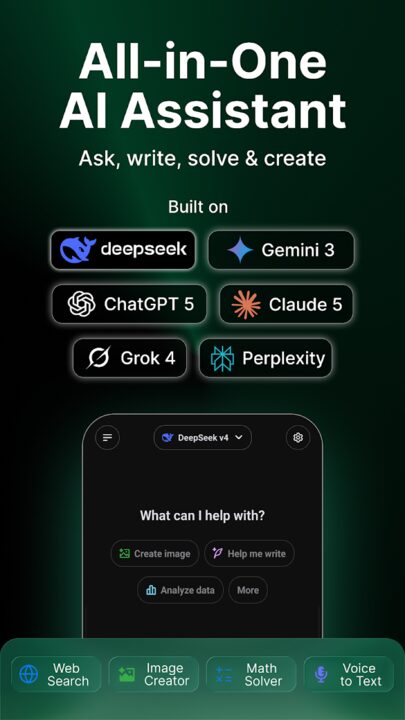 All-in-One
AI Assistant
Ask, write, solve & create
Built on
deepseek
Gemini 3
ChatGPT 5
Claude 5
Grok 4
Perplexity
DeepSeek v4
What can I help with?
Create image
Help me write
Analyze data
More
Web
Search
Image
Creator
Math
Solver
Voice
to Text